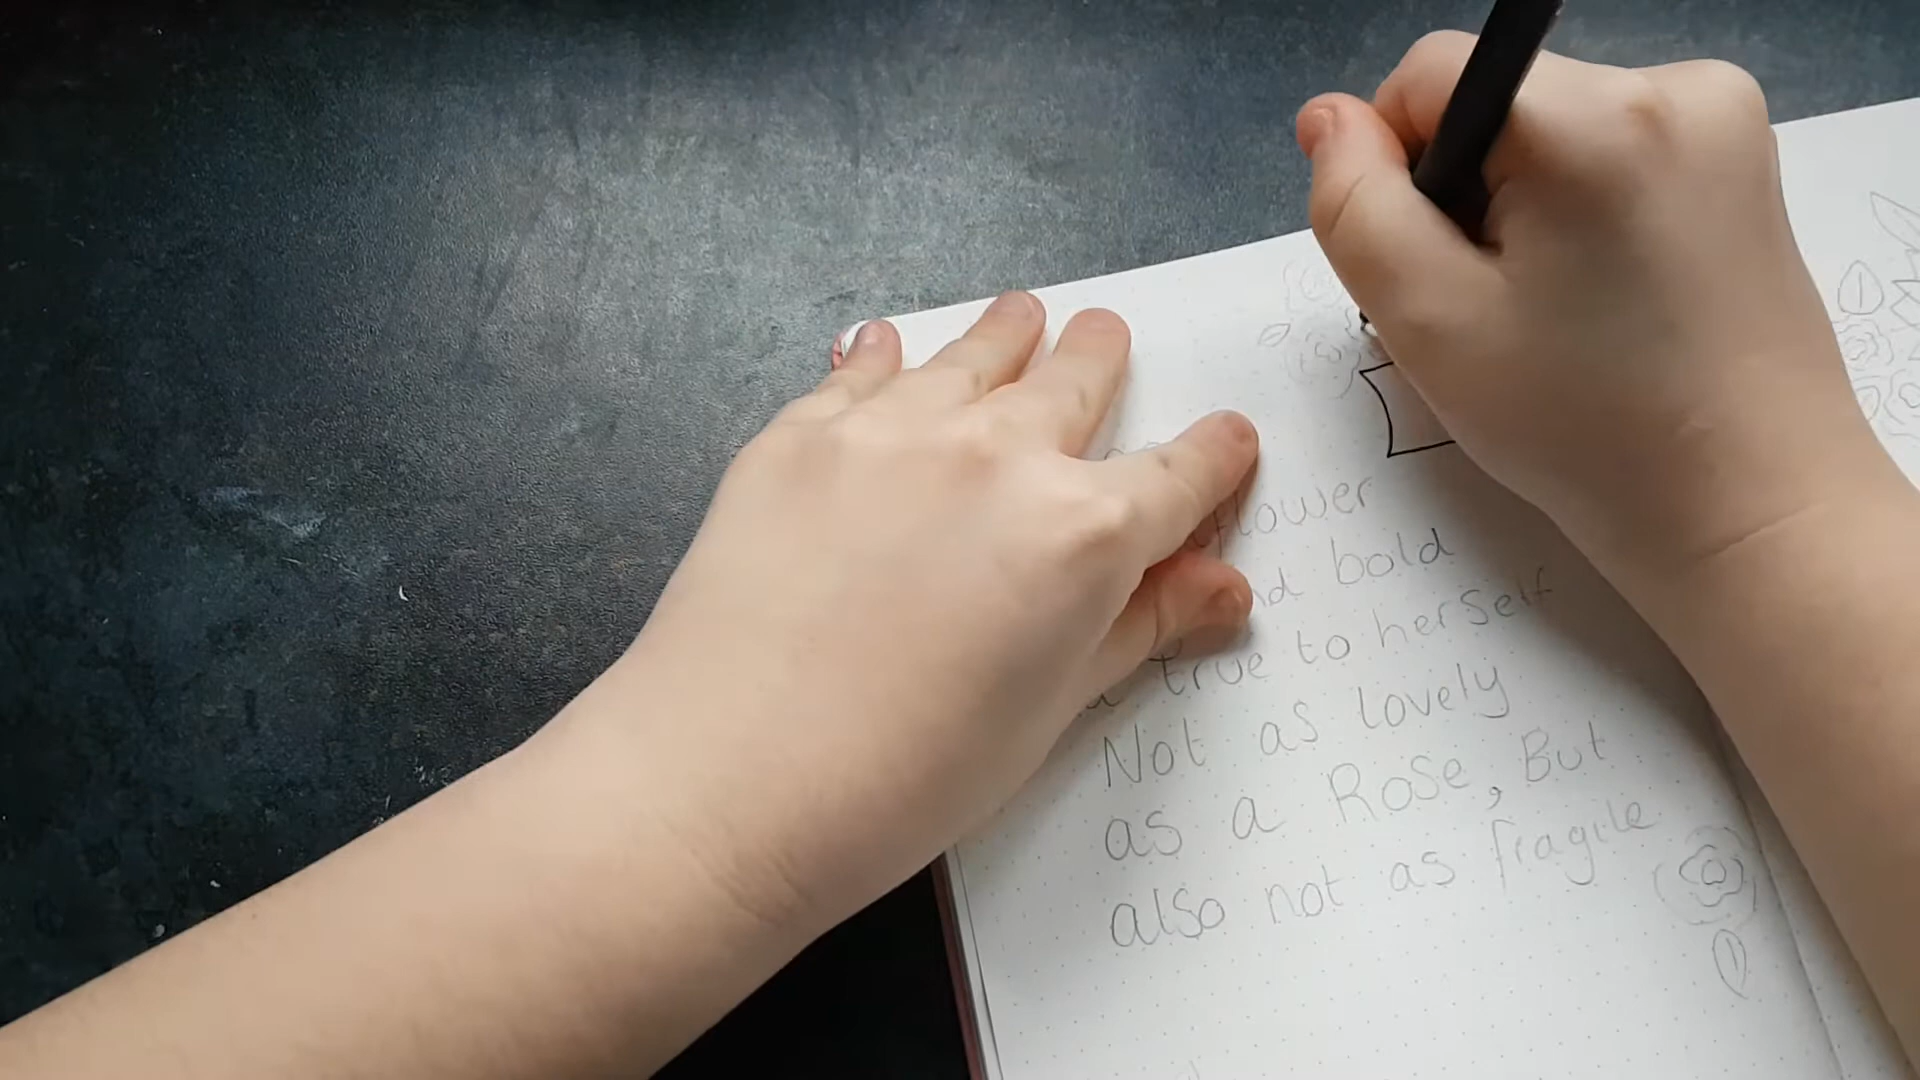 flower
bold
true to herself
Not as lovely
as a Rose, But
also not as fragile